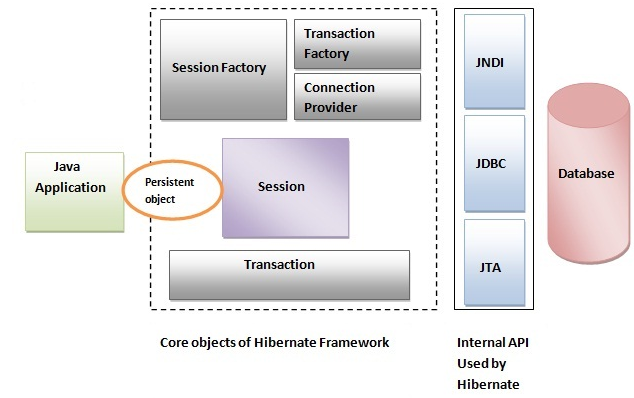 Session Factory
Transaction
Factory
Connection
Provider
JNDI
Java
Application
Persistent
object
Session
JDBC
Database
Transaction
JTA
Core objects of Hibernate Framework
Internal API
Used by
Hibernate